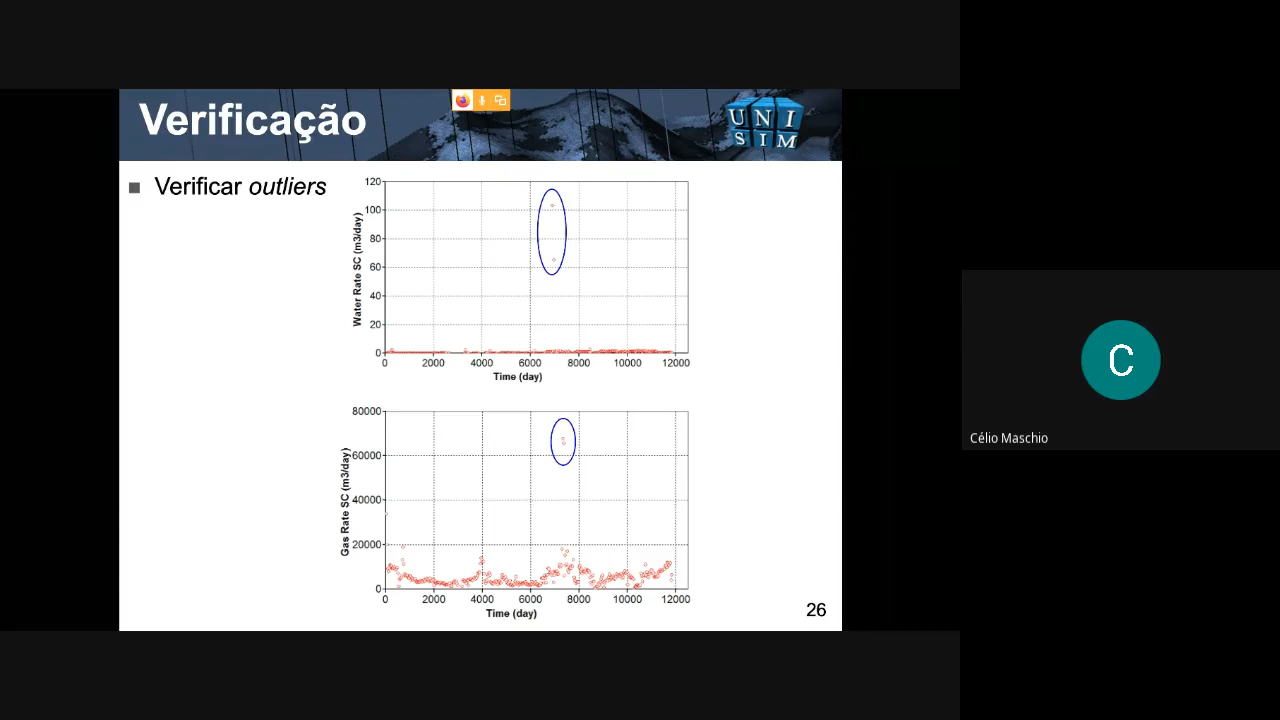 Verificação
UNI
SIM
Verificar outliers
120
100
80
60
40
20
0
Water Rate SC (m3/day)
0 2000 4000 6000 8000 10000 12000
Time (day)
80000
60000
40000
20000
0
Gas Rate SC (m3/day)
0 2000 4000 6000 8000 10000 12000
Time (day)
26
C
Célio Maschio